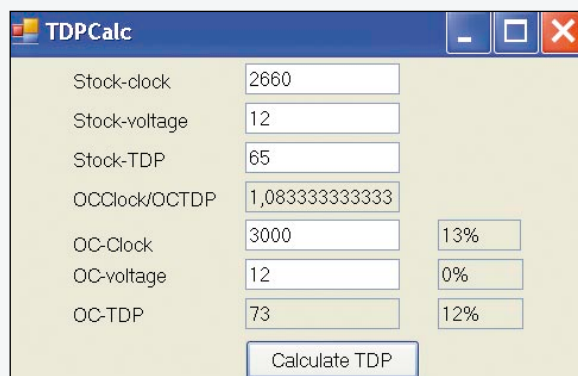 TDPCalc
Stock-clock 2660
Stock-voltage 12
Stock-TDP 65
OCClock/OCTDP 1,083333333333
OC-Clock 3000 13%
OC-voltage 12 0%
OC-TDP 73 12%
Calculate TDP